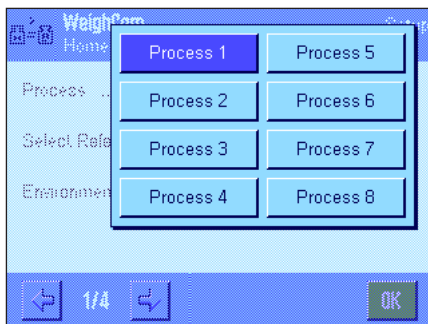 WeighCom
Home
Setup
Process 1
Process 5
Process ..
Process 2
Process 6
Select Refe
Process 3
Process 7
Environmen
Process 4
Process 8
1/4
OK